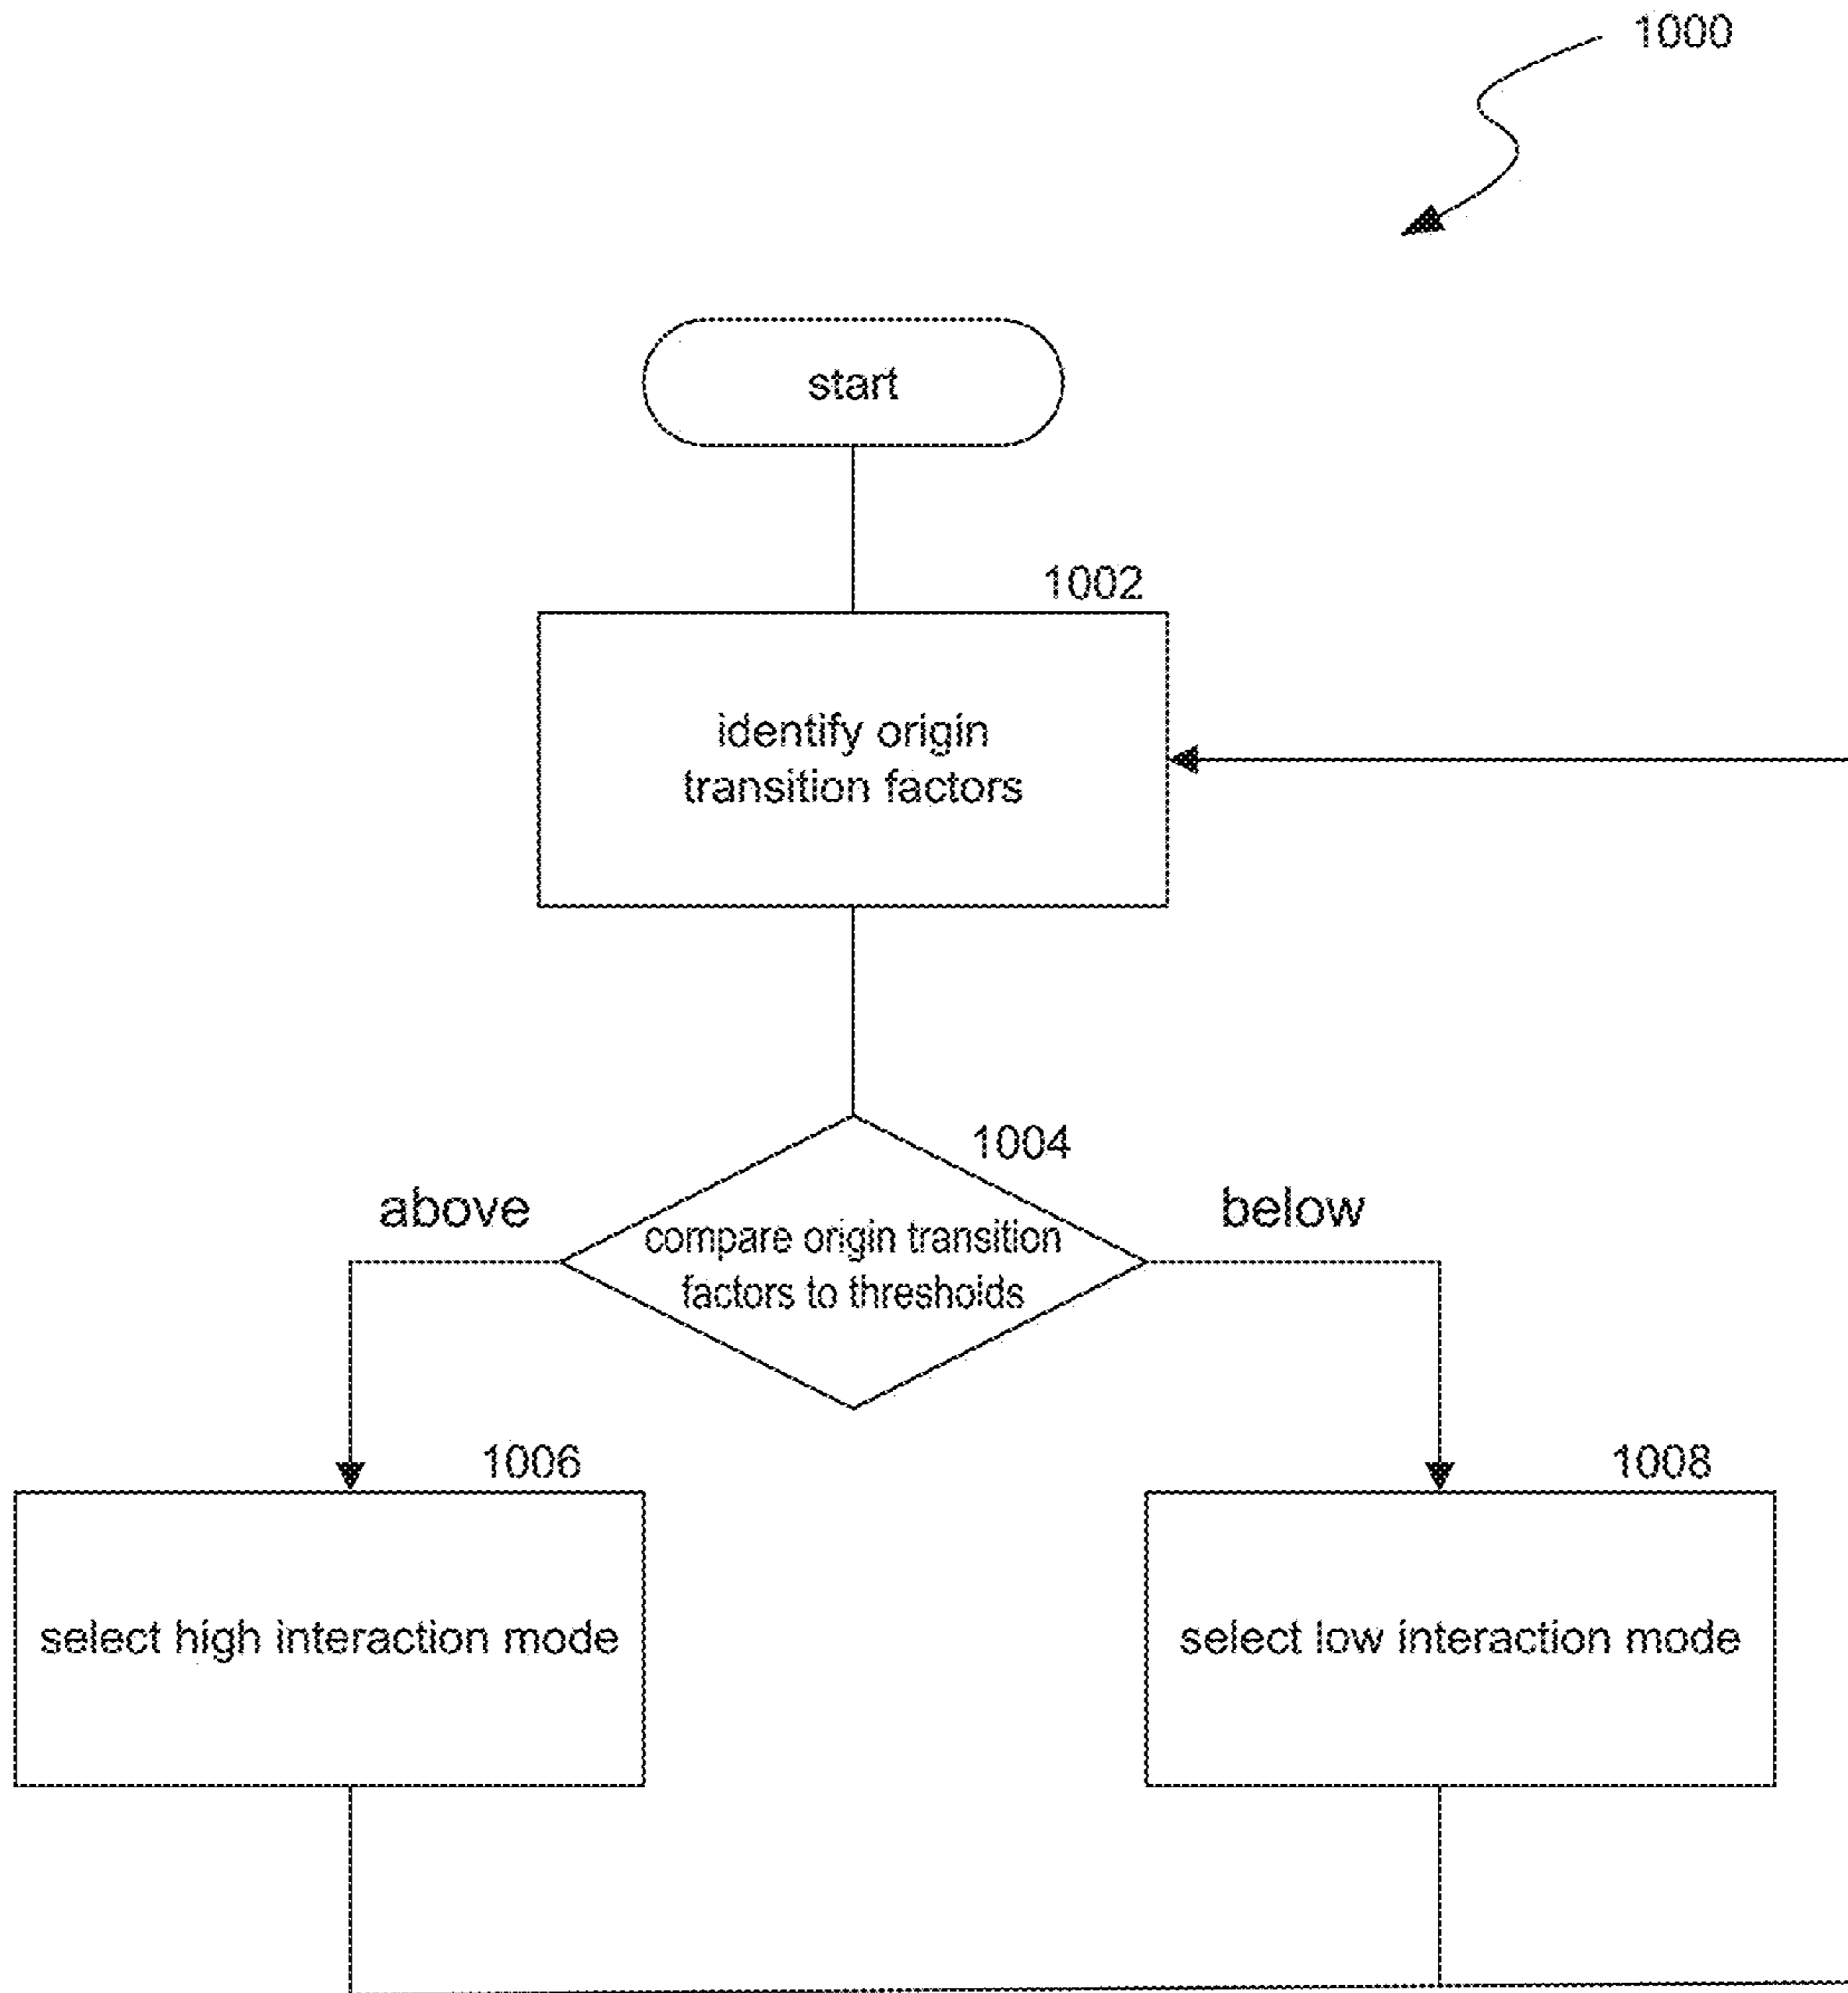 1000
start
1002
identify origin
transition factors
1004
above
below
compare origin transition
factors to thresholds
1006
1008
select high interaction mode
select low interaction mode